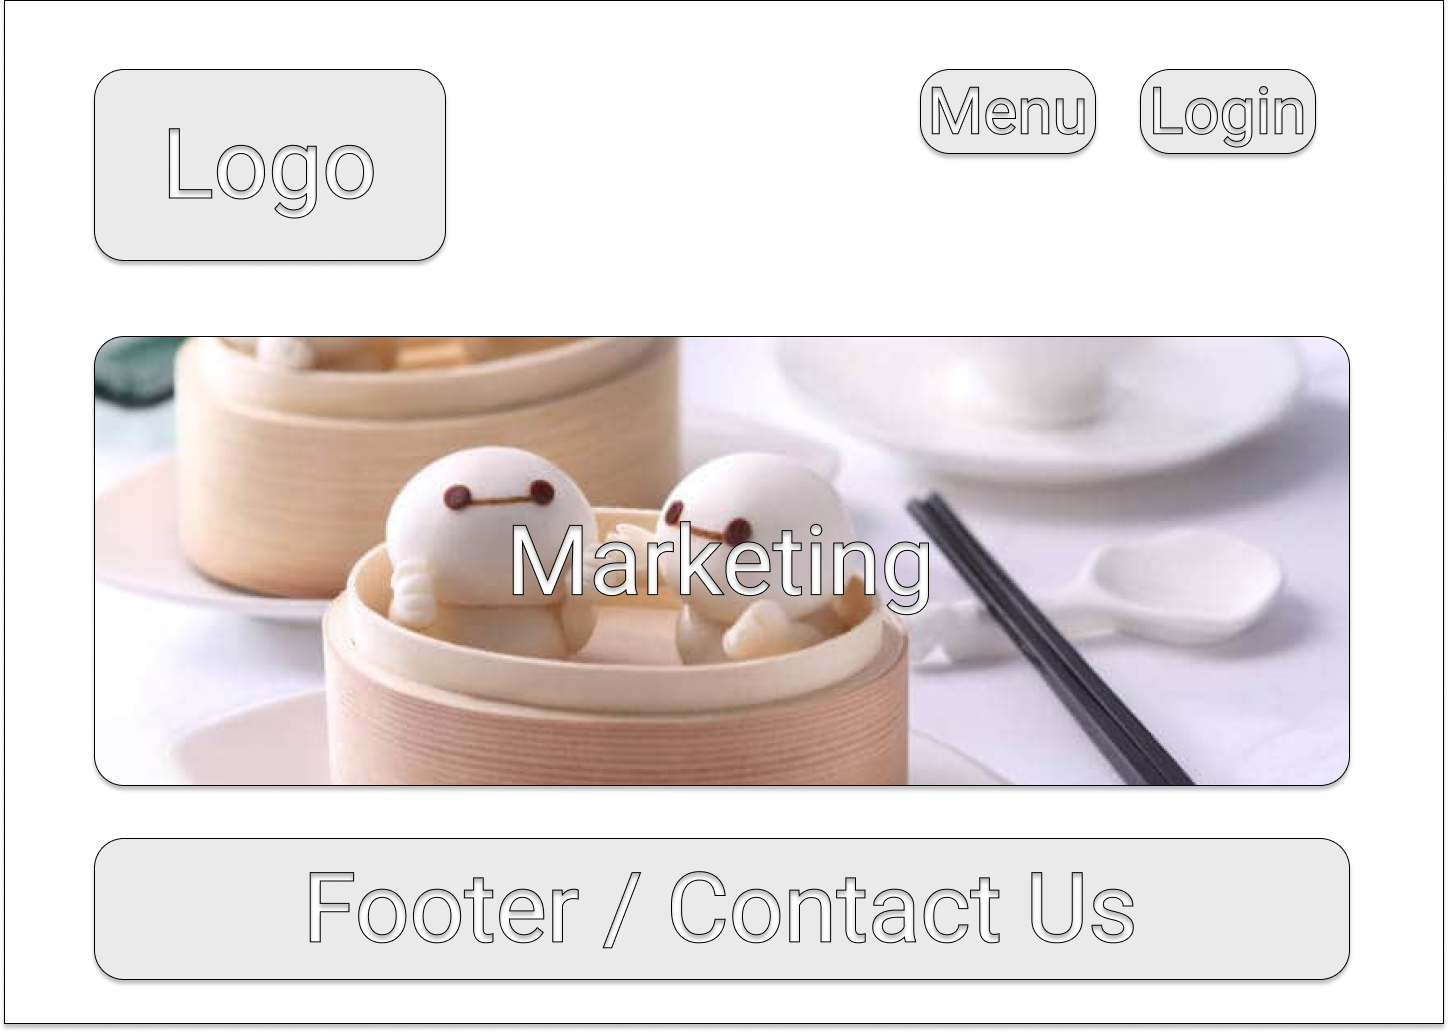 Logo
Menu
Login
Marketing
Footer / Contact Us